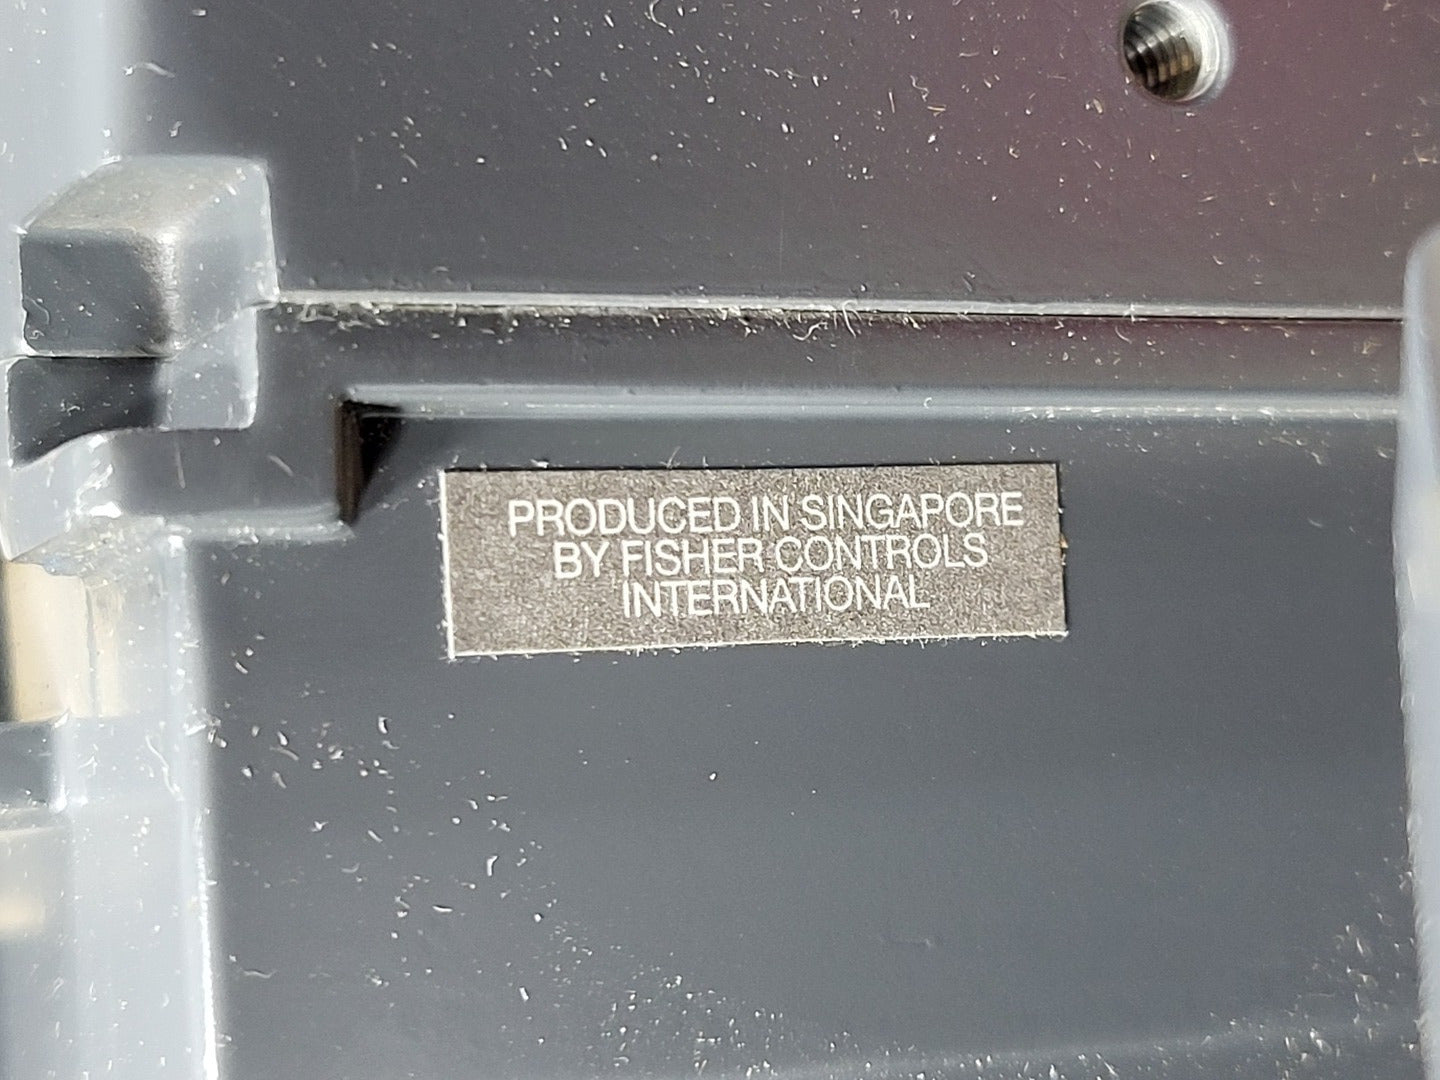 PRODUCED IN SINGAPORE
BY FISHER CONTROLS
INTERNATIONAL